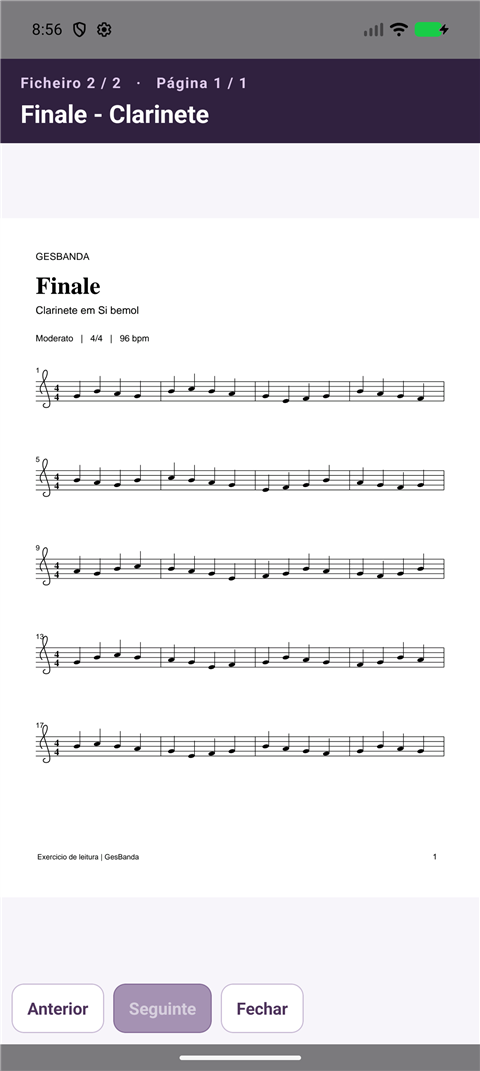 8:56
Ficheiro 2 / 2 · Página 1 / 1
Finale - Clarinete
GESBANDA
Finale
Clarinete em Si bemol
Moderato | 4/4 | 96 bpm
1
4
4
5
4
4
9
4
4
13
4
4
17
4
4
Exercicio de leitura | GesBanda 1
Anterior Seguinte Fechar